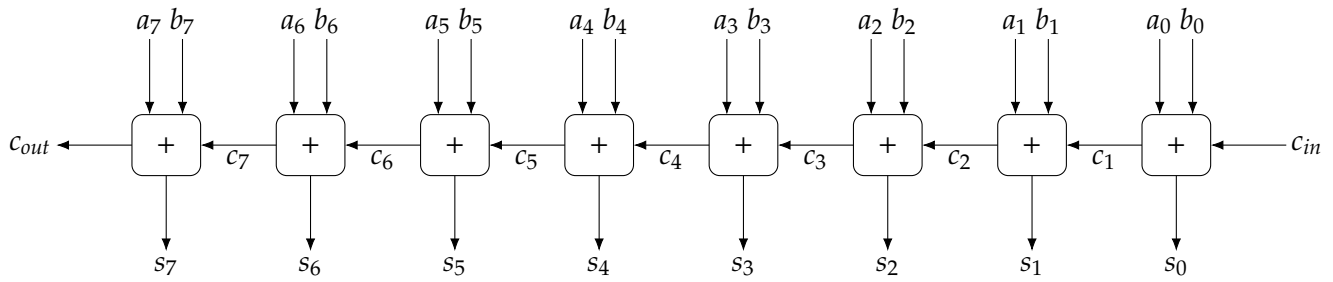 a7 b7 a6 b6 a5 b5 a4 b4 a3 b3 a2 b2 a1 b1 a0 b0
cout + + + + + + + + cin
c7 c6 c5 c4 c3 c2 c1
s7 s6 s5 s4 s3 s2 s1 s0